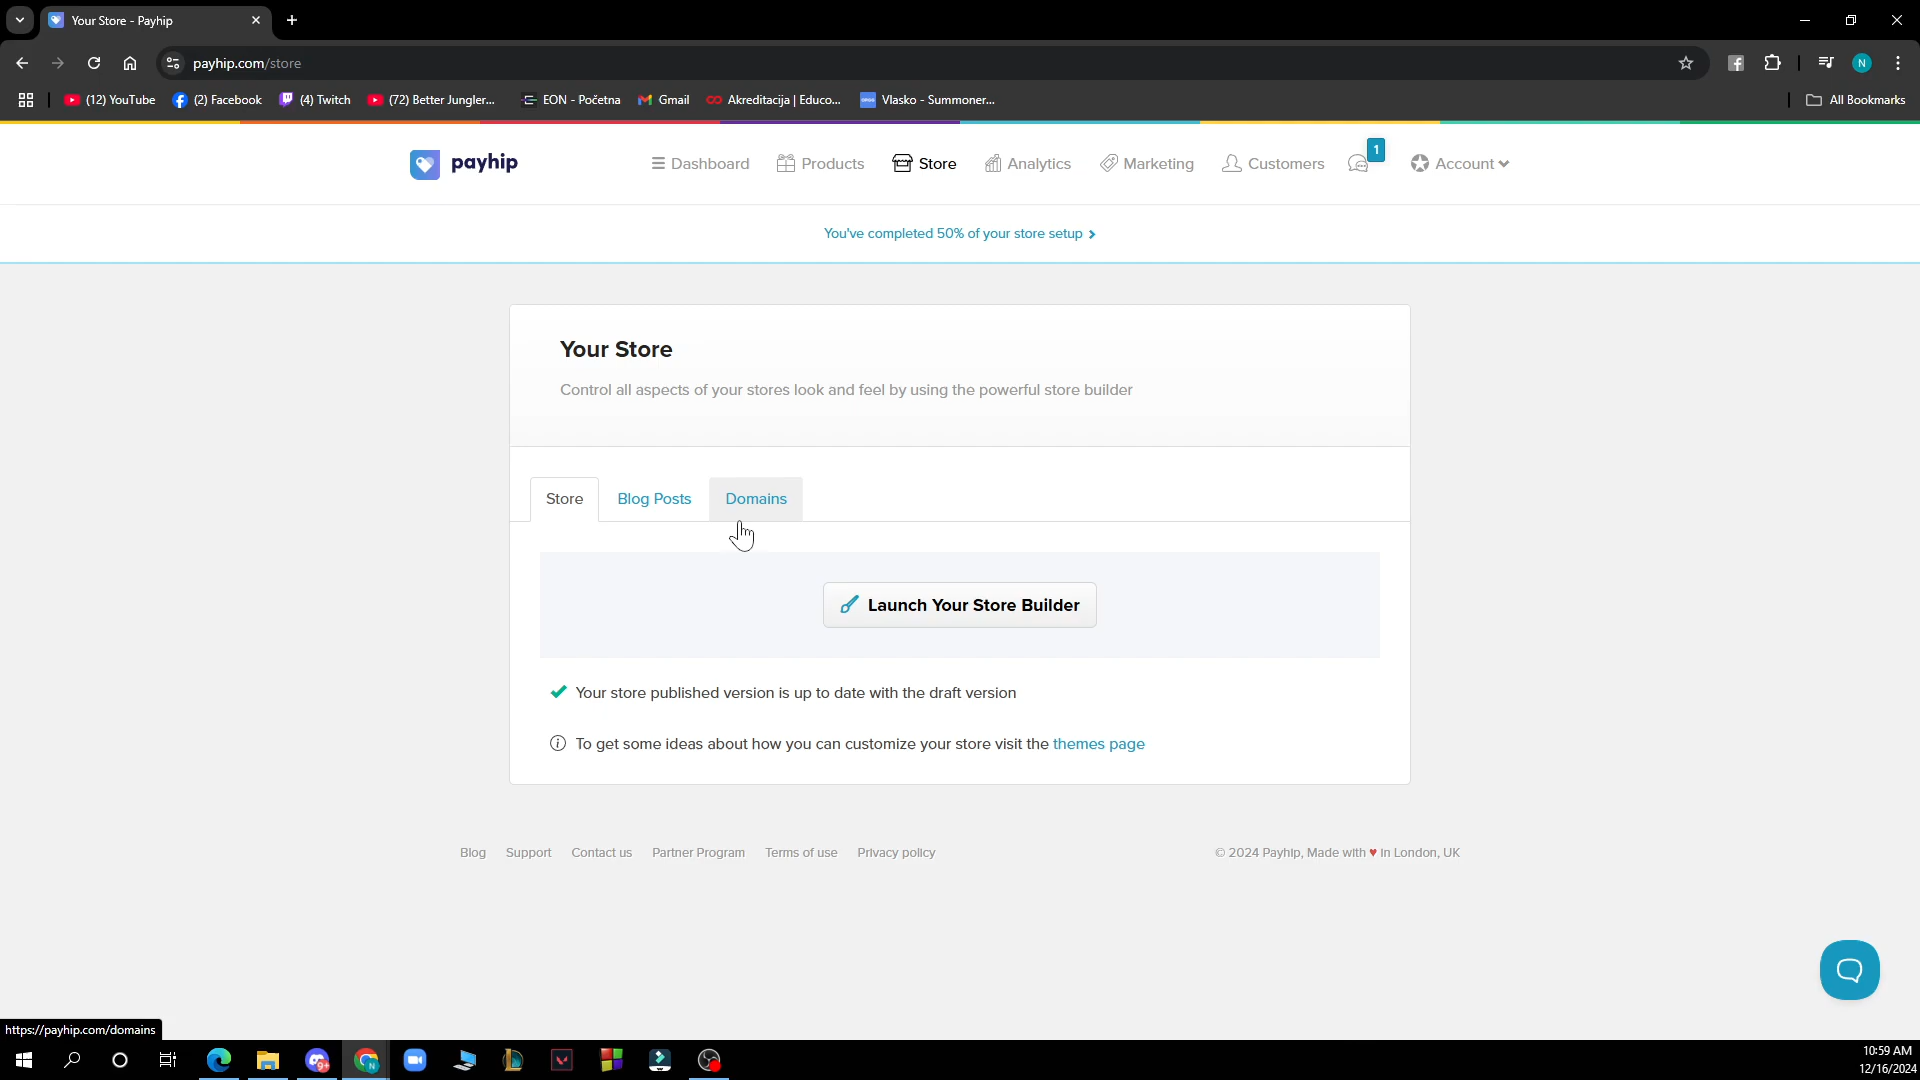 Your Store - Payhip
payhip.com/store
(12) YouTube
(2) Facebook
(4) Twitch
(72) Better Jungler...
EON - Početna
Gmail
Akreditacija | Educo...
Vlasko - Summoner...
All Bookmarks
payhip
Dashboard
Products
Store
Analytics
Marketing
Customers
1
Account
You've completed 50% of your store setup
Your Store
Control all aspects of your stores look and feel by using the powerful store builder
Store
Blog Posts
Domains
Launch Your Store Builder
Your store published version is up to date with the draft version
To get some ideas about how you can customize your store visit the themes page
Blog
Support
Contact us
Partner Program
Terms of use
Privacy policy
© 2024 Payhip, Made with ♥ in London, UK
https://payhip.com/domains
9+
N
N
10:59 AM
12/16/2024